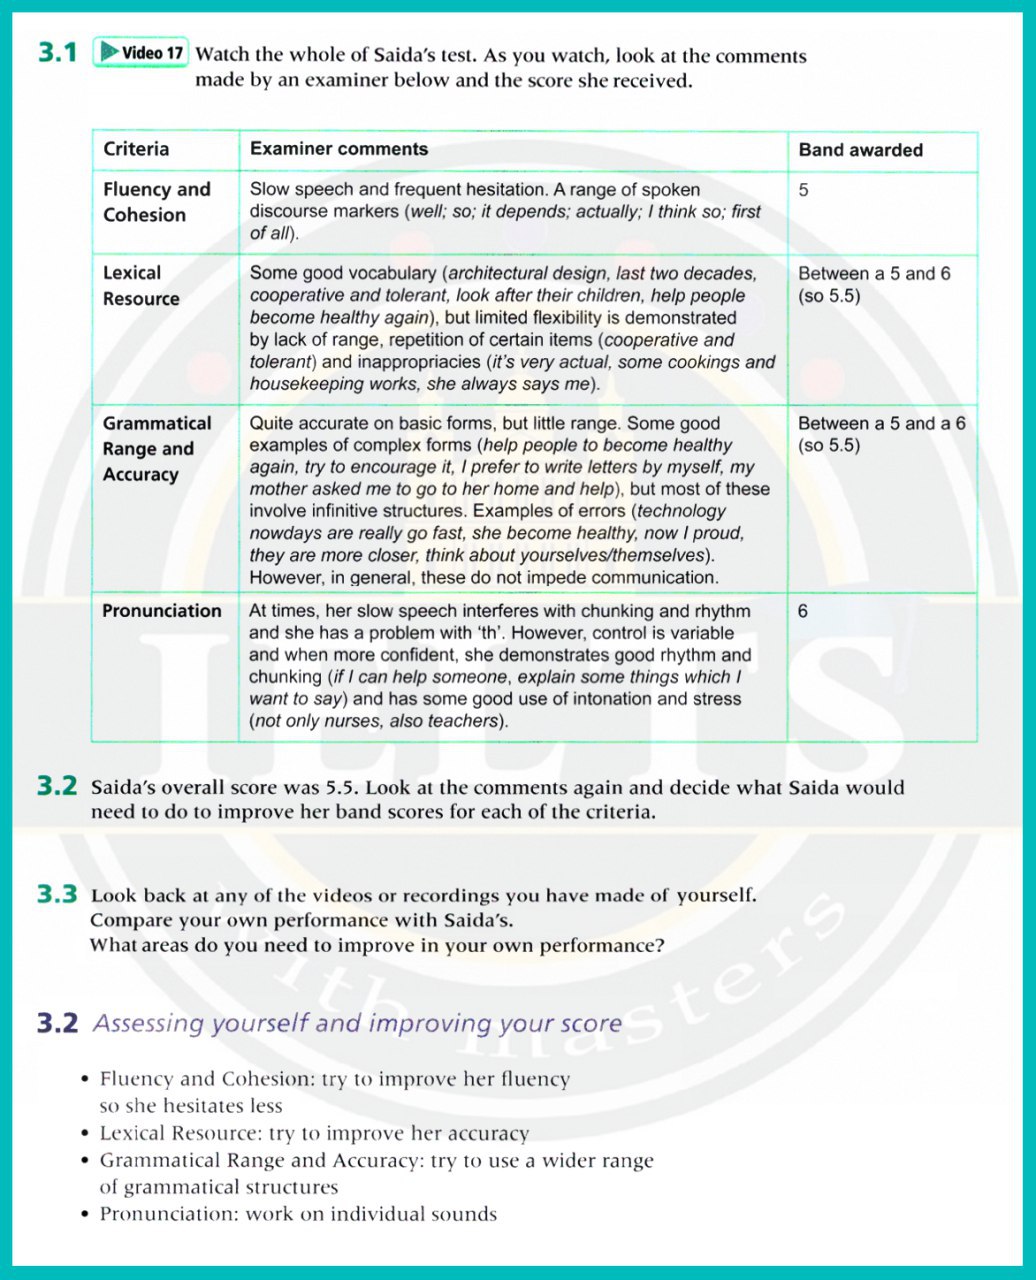 3.1 Video 17 Watch the whole of Saida's test. As you watch, look at the comments
made by an examiner below and the score she received.
Criteria Examiner comments Band awarded
Fluency and Cohesion
Slow speech and frequent hesitation. A range of spoken
discourse markers (well; so; it depends; actually; I think so; first
of all).
5
Lexical
Resource
Some good vocabulary (architectural design, last two decades,
cooperative and tolerant, look after their children, help people
become healthy again), but limited flexibility is demonstrated
by lack of range, repetition of certain items (cooperative and
tolerant) and inappropriacies (it's very actual, some cookings and
housekeeping works, she always says me).
Between a 5 and 6
(so 5.5)
Grammatical
Range and
Accuracy
Quite accurate on basic forms, but little range. Some good
examples of complex forms (help people to become healthy
again, try to encourage it, I prefer to write letters by myself, my
mother asked me to go to her home and help), but most of these
involve infinitive structures. Examples of errors (technology
nowdays are really go fast, she become healthy, now I proud,
they are more closer, think about yourselves/themselves).
However, in general, these do not impede communication.
Between a 5 and a 6
(so 5.5)
Pronunciation
At times, her slow speech interferes with chunking and rhythm
and she has a problem with 'th'. However, control is variable
and when more confident, she demonstrates good rhythm and
chunking (if I can help someone, explain some things which I
want to say) and has some good use of intonation and stress
(not only nurses, also teachers).
6
3.2 Saida's overall score was 5.5. Look at the comments again and decide what Saida would
need to do to improve her band scores for each of the criteria.
3.3 Look back at any of the videos or recordings you have made of yourself.
Compare your own performance with Saida's.
What areas do you need to improve in your own performance?
3.2 Assessing yourself and improving your score
• Fluency and Cohesion: try to improve her fluency
so she hesitates less
• Lexical Resource: try to improve her accuracy
• Grammatical Range and Accuracy: try to use a wider range
of grammatical structures
• Pronunciation: work on individual sounds
IELTS
with masters